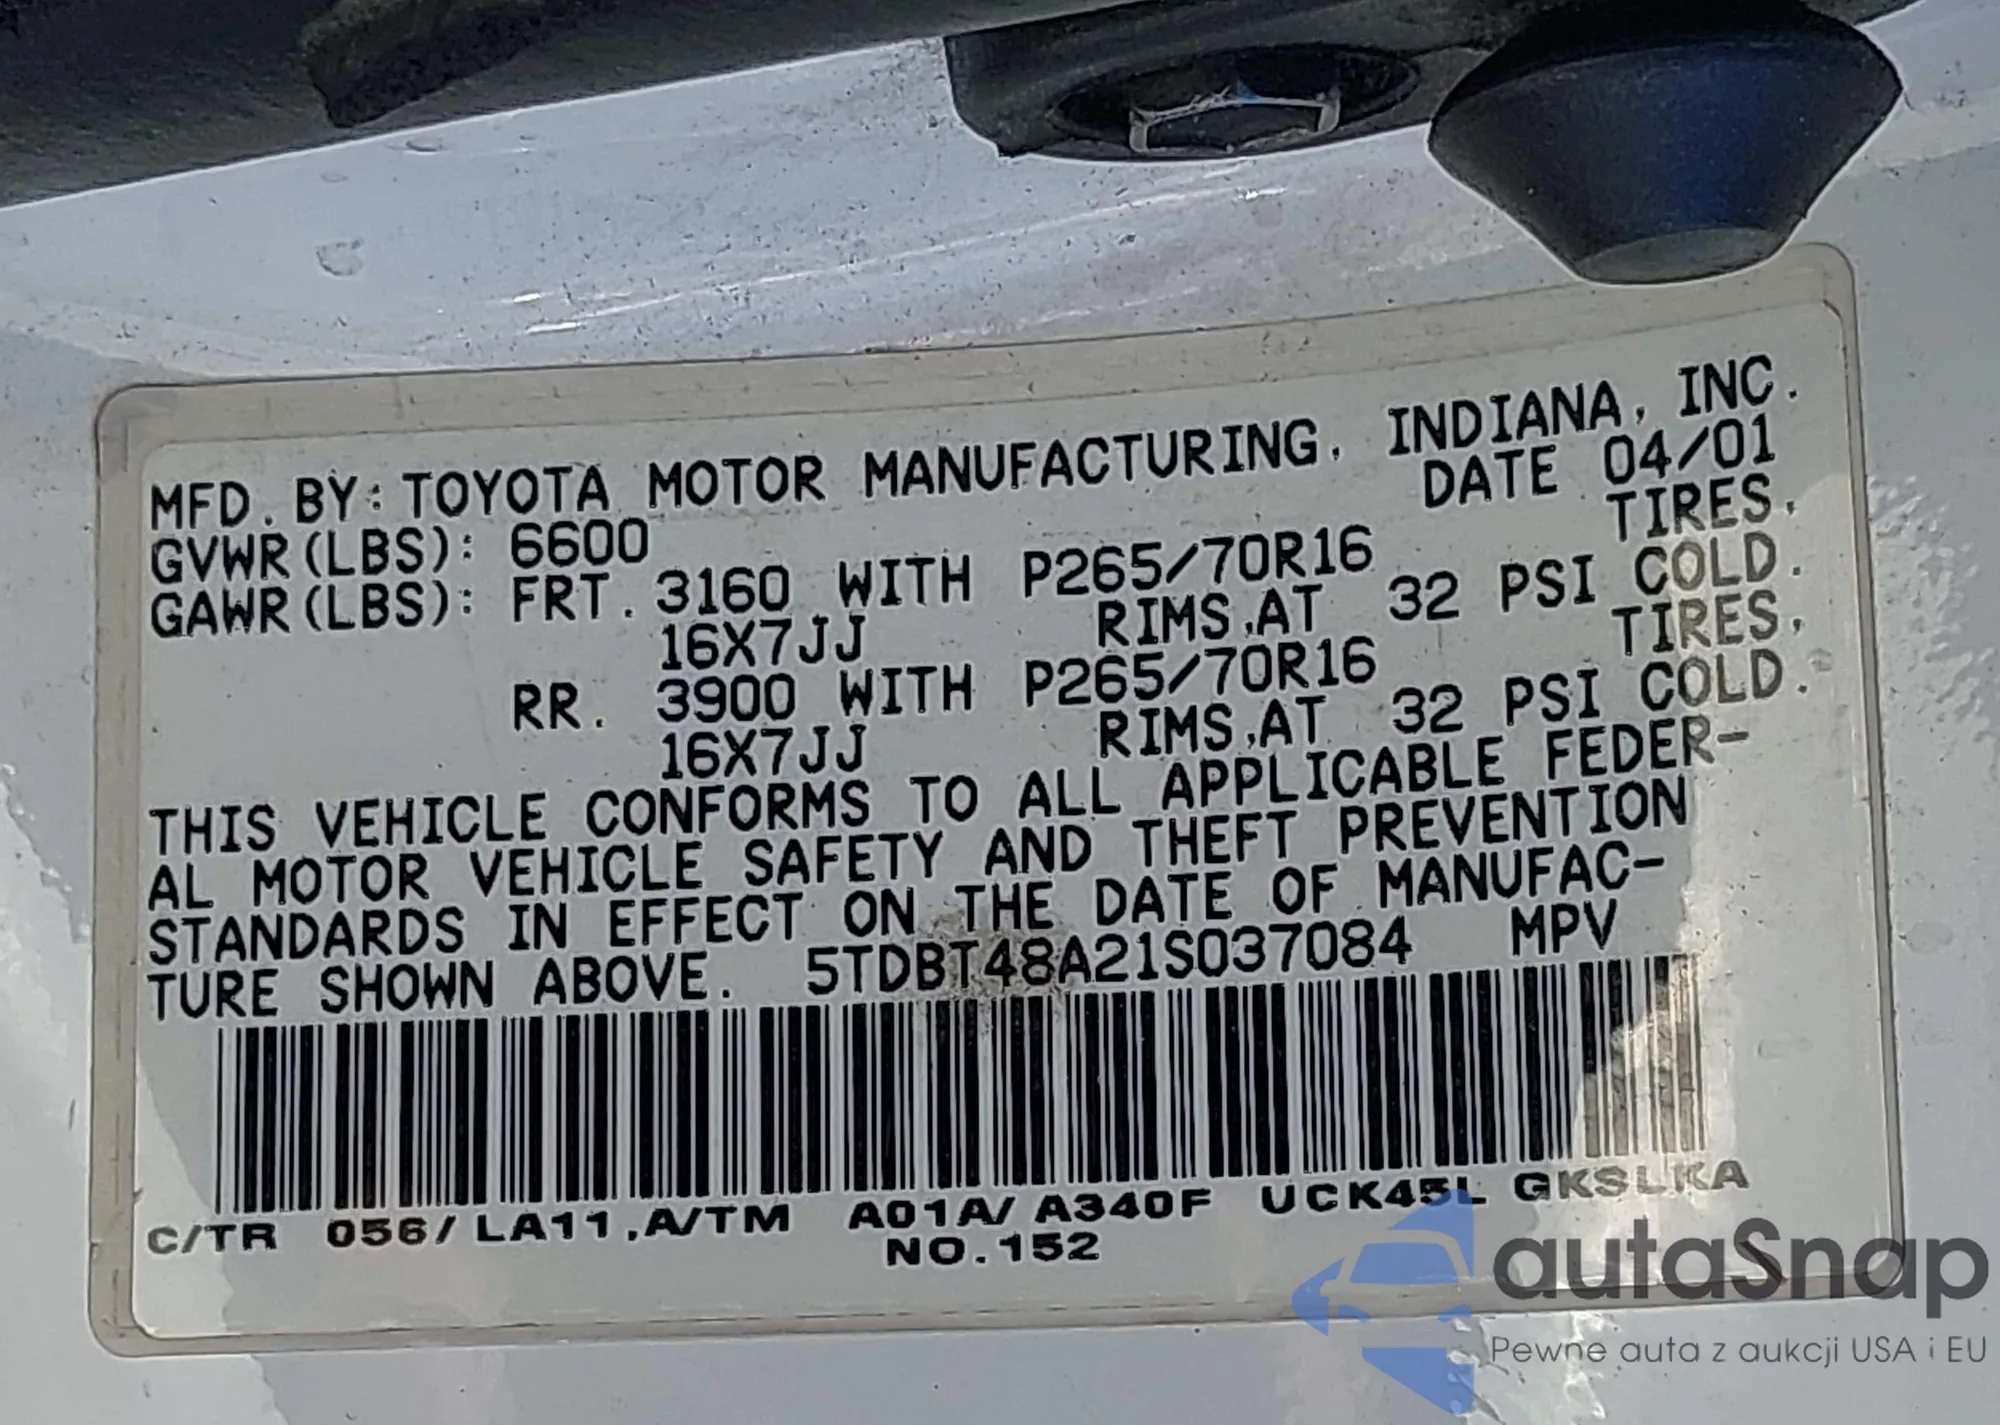 MFD. BY: TOYOTA MOTOR MANUFACTURING, INDIANA, INC.
GVWR(LBS): 6600 DATE 04/01
GAWR(LBS): FRT. 3160 WITH P265/70R16 TIRES,
16X7JJ RIMS,AT 32 PSI COLD.
RR. 3900 WITH P265/70R16 TIRES,
16X7JJ RIMS,AT 32 PSI COLD.
THIS VEHICLE CONFORMS TO ALL APPLICABLE FEDER-
AL MOTOR VEHICLE SAFETY AND THEFT PREVENTION
STANDARDS IN EFFECT ON THE DATE OF MANUFAC-
TURE SHOWN ABOVE. 5TDBT48A21S037084 MPV
C/TR 056/LA11,A/TM A01A/A340F UCK45L GKSLKA
NO.152
autaSnap
Pewne auta z aukcji USA i EU